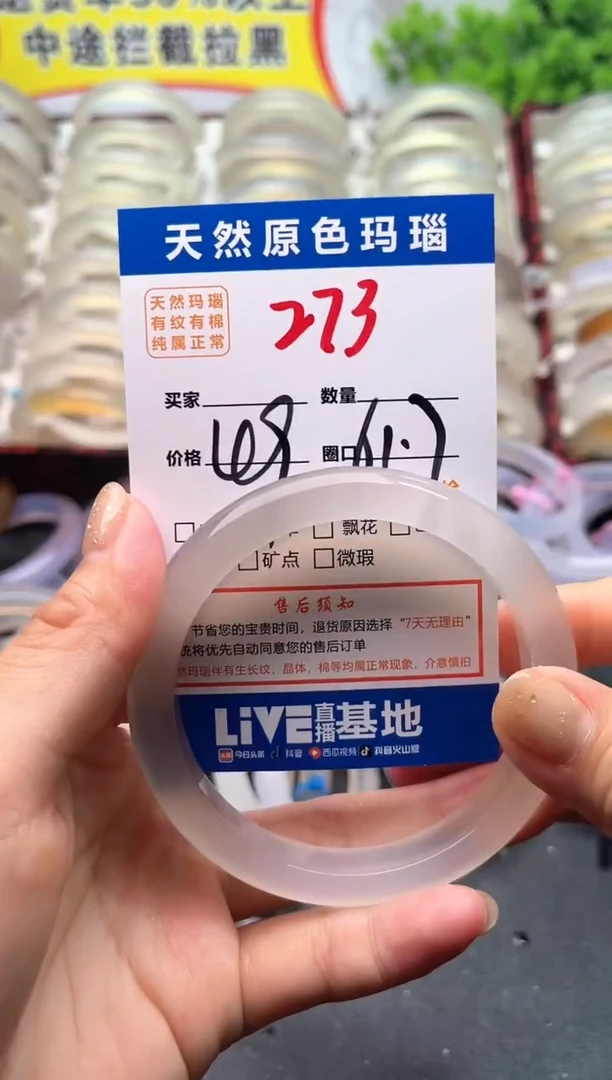 中途拦截拉黑
天然原色玛瑙
天然玛瑙
有纹有棉
纯属正常
273
买家 数量
价格 圈口
飘花
矿点 微瑕
售后须知
节省您的宝贵时间，退货原因选择“7天无理由”
统将优先自动同意您的售后订单
然玛瑙伴有生长纹、晶体、棉等均属正常现象，介意慎拍
LiVE直播基地
今日头条 抖音 西瓜视频 抖音火山版